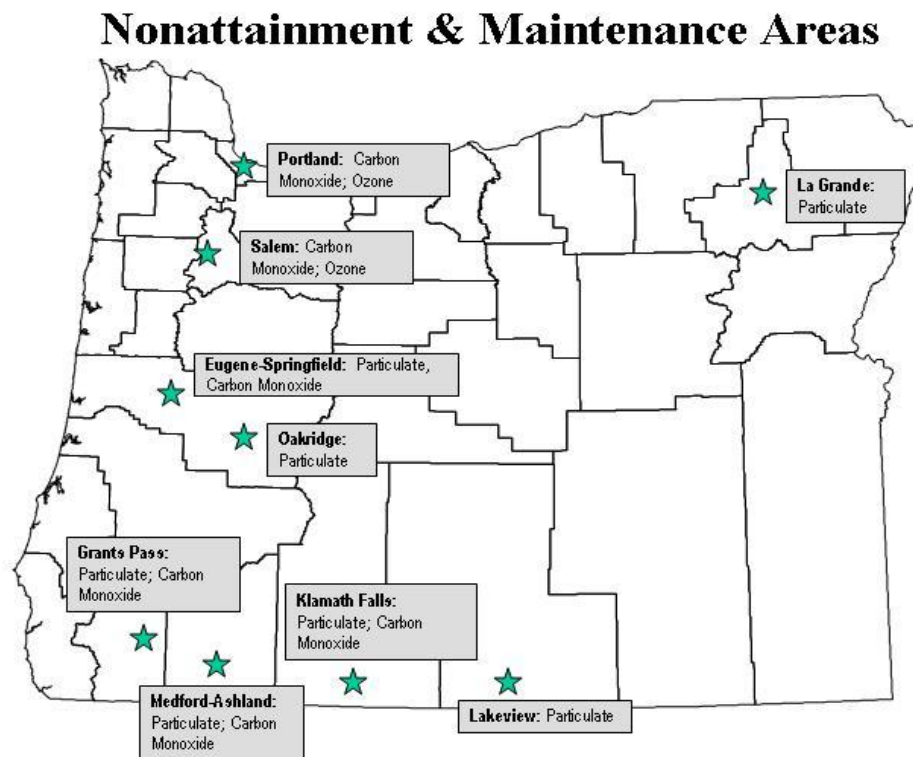 Nonattainment & Maintenance Areas
Portland: Carbon
Monoxide; Ozone
La Grande:
Particulate
Salem: Carbon
Monoxide; Ozone
Eugene-Springfield: Particulate,
Carbon Monoxide
Oakridge:
Particulate
Grants Pass:
Particulate; Carbon
Monoxide
Klamath Falls:
Particulate; Carbon
Monoxide
Medford-Ashland:
Particulate; Carbon
Monoxide
Lakeview: Particulate